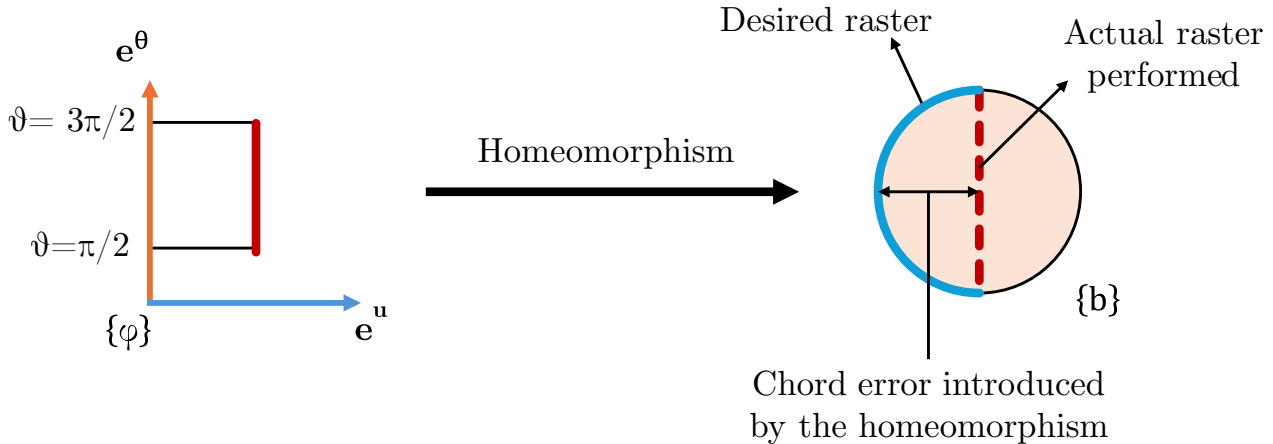 e^θ
ϑ= 3π/2
ϑ=π/2
{φ}
e^u
Homeomorphism
Desired raster
Actual raster
performed
{b}
Chord error introduced
by the homeomorphism